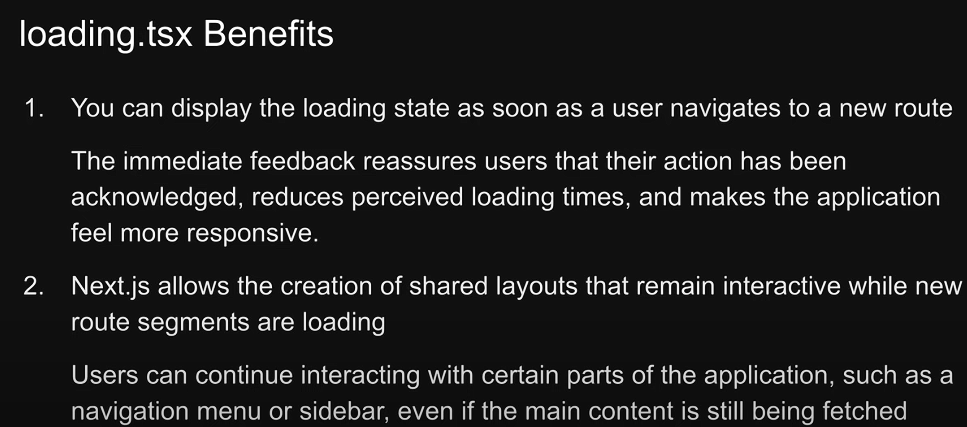 loading.tsx Benefits
1. You can display the loading state as soon as a user navigates to a new route
The immediate feedback reassures users that their action has been
acknowledged, reduces perceived loading times, and makes the application
feel more responsive.
2. Next.js allows the creation of shared layouts that remain interactive while new
route segments are loading
Users can continue interacting with certain parts of the application, such as a
navigation menu or sidebar, even if the main content is still being fetched